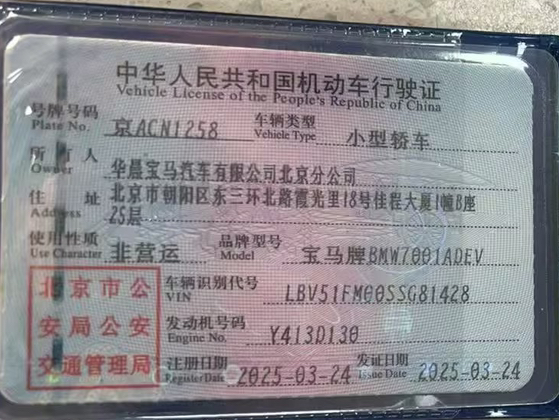 中华人民共和国机动车行驶证
Vehicle License of the People's Republic of China
号牌号码 京ACN1258 车辆类型 小型轿车
Plate No. Vehicle Type
所有人 华晨宝马汽车有限公司北京分公司
Owner
住址 北京市朝阳区东三环北路霞光里18号佳程大厦1幢B座
Address 25层
使用性质 非营运 品牌型号 宝马牌BMW7001ADEV
Use Character Model
北京市公 车辆识别代号 LBV51FM00SSG81428
VIN
安局公安 发动机号码 Y413D130
Engine No.
交通管理局 注册日期 2025-03-24 发证日期 2025-03-24
Register Date Issue Date